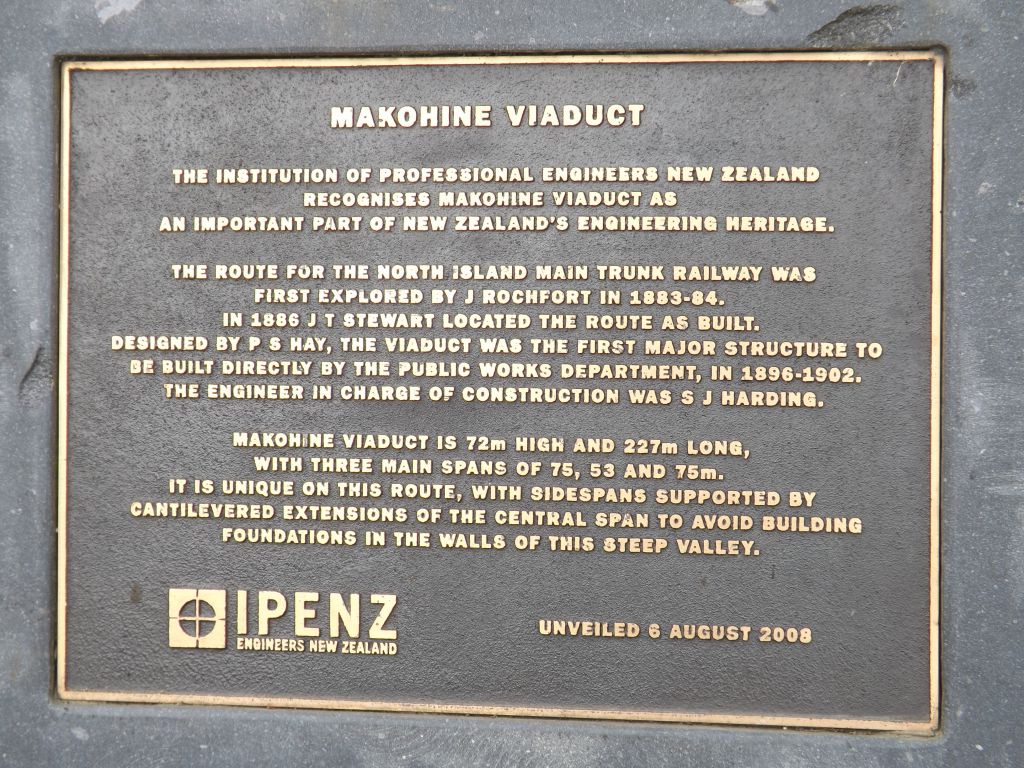 MAKOHINE VIADUCT
THE INSTITUTION OF PROFESSIONAL ENGINEERS NEW ZEALAND
RECOGNISES MAKOHINE VIADUCT AS
AN IMPORTANT PART OF NEW ZEALAND'S ENGINEERING HERITAGE.
THE ROUTE FOR THE NORTH ISLAND MAIN TRUNK RAILWAY WAS
FIRST EXPLORED BY J ROCHFORT IN 1883-84.
IN 1886 J T STEWART LOCATED THE ROUTE AS BUILT.
DESIGNED BY P S HAY, THE VIADUCT WAS THE FIRST MAJOR STRUCTURE TO
BE BUILT DIRECTLY BY THE PUBLIC WORKS DEPARTMENT, IN 1896-1902.
THE ENGINEER IN CHARGE OF CONSTRUCTION WAS S J HARDING.
MAKOHINE VIADUCT IS 72m HIGH AND 227m LONG,
WITH THREE MAIN SPANS OF 75, 53 AND 75m.
IT IS UNIQUE ON THIS ROUTE, WITH SIDESPANS SUPPORTED BY
CANTILEVERED EXTENSIONS OF THE CENTRAL SPAN TO AVOID BUILDING
FOUNDATIONS IN THE WALLS OF THIS STEEP VALLEY.
IPENZ
ENGINEERS NEW ZEALAND
UNVEILED 6 AUGUST 2008